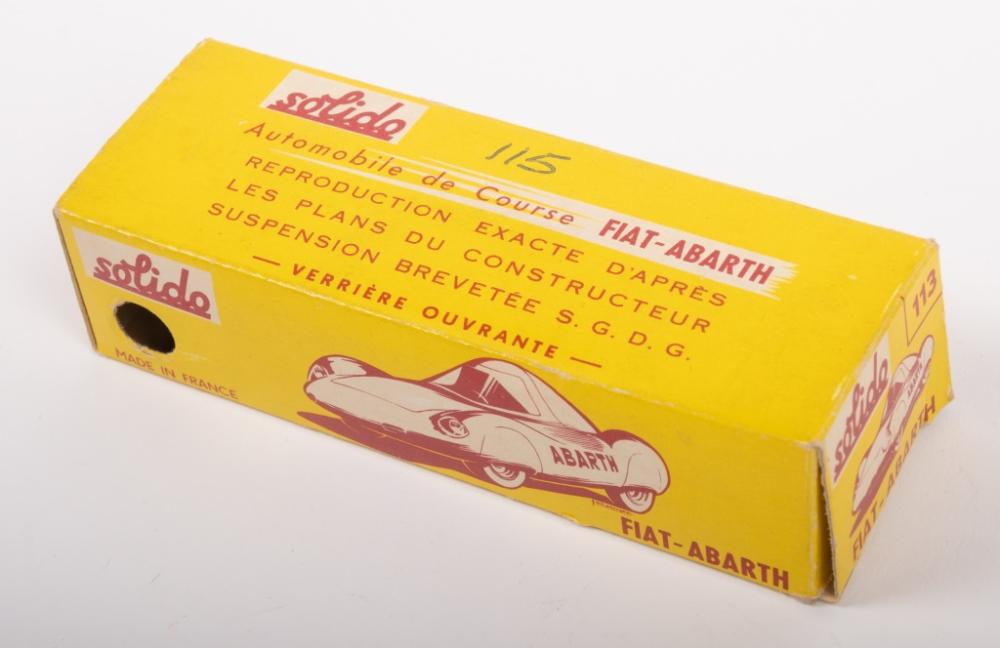 solido
115
Automobile de Course FIAT-ABARTH
REPRODUCTION EXACTE D'APRÈS
LES PLANS DU CONSTRUCTEUR
SUSPENSION BREVETÉE S. G. D. G.
— VERRIÈRE OUVRANTE —
solido
MADE IN FRANCE
ABARTH
FIAT-ABARTH
113
solido
ABARTH
FIAT-ABARTH